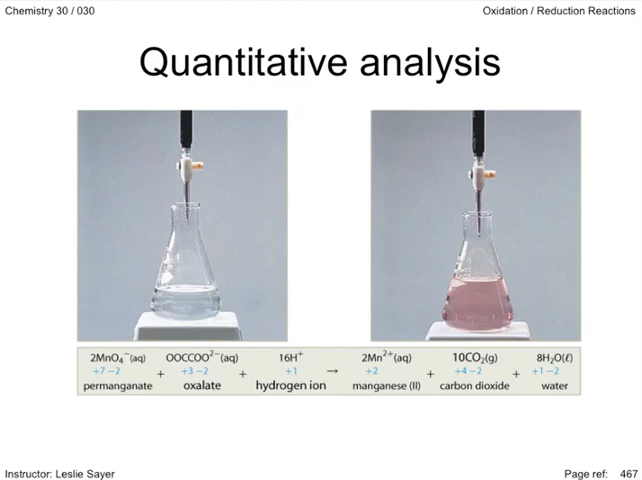 Chemistry 30 / 030
Oxidation / Reduction Reactions
Quantitative analysis
2MnO₄⁻(aq) + OOCCOO²⁻(aq) + 16H⁺ → 2Mn²⁺(aq) + 10CO₂(g) + 8H₂O(ℓ)
+7 −2 +3 −2 +1 +2 +4 −2 +1 −2
permanganate oxalate hydrogen ion manganese (II) carbon dioxide water
Instructor: Leslie Sayer
Page ref: 467